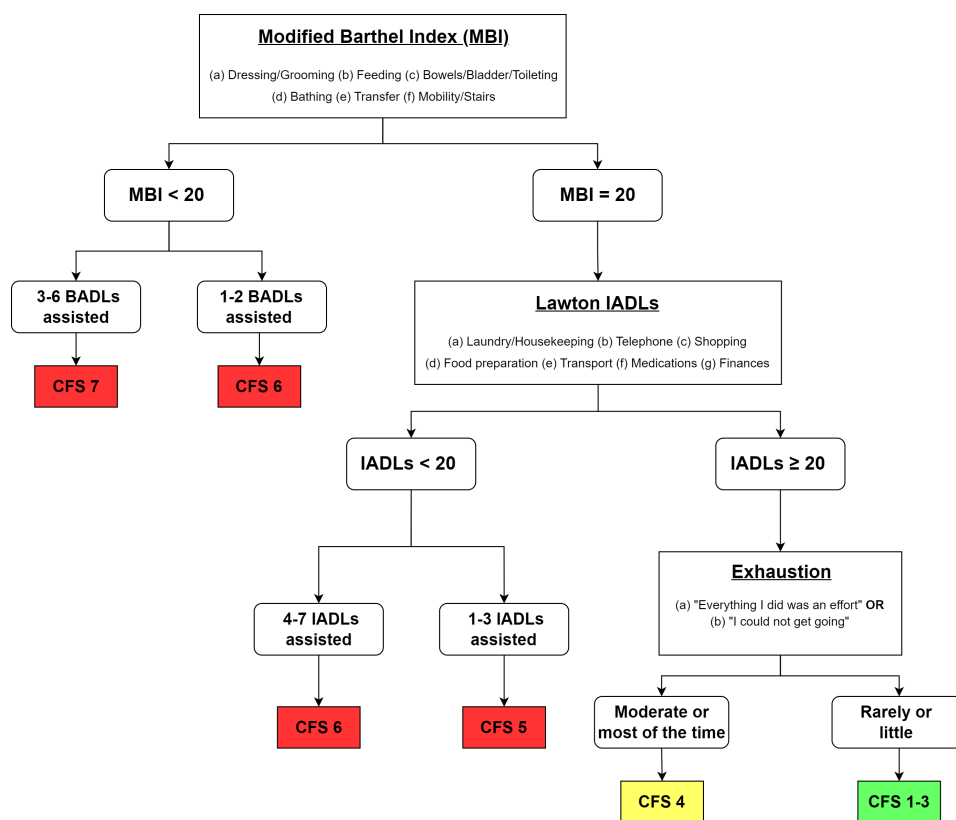 Modified Barthel Index (MBI)
(a) Dressing/Grooming (b) Feeding (c) Bowels/Bladder/Toileting
(d) Bathing (e) Transfer (f) Mobility/Stairs
MBI < 20
MBI = 20
3-6 BADLs
assisted
1-2 BADLs
assisted
CFS 7
CFS 6
Lawton IADLs
(a) Laundry/Housekeeping (b) Telephone (c) Shopping
(d) Food preparation (e) Transport (f) Medications (g) Finances
IADLs < 20
IADLs ≥ 20
Exhaustion
(a) "Everything I did was an effort" OR
(b) "I could not get going"
4-7 IADLs
assisted
1-3 IADLs
assisted
CFS 6
CFS 5
Moderate or
most of the time
Rarely or
little
CFS 4
CFS 1-3